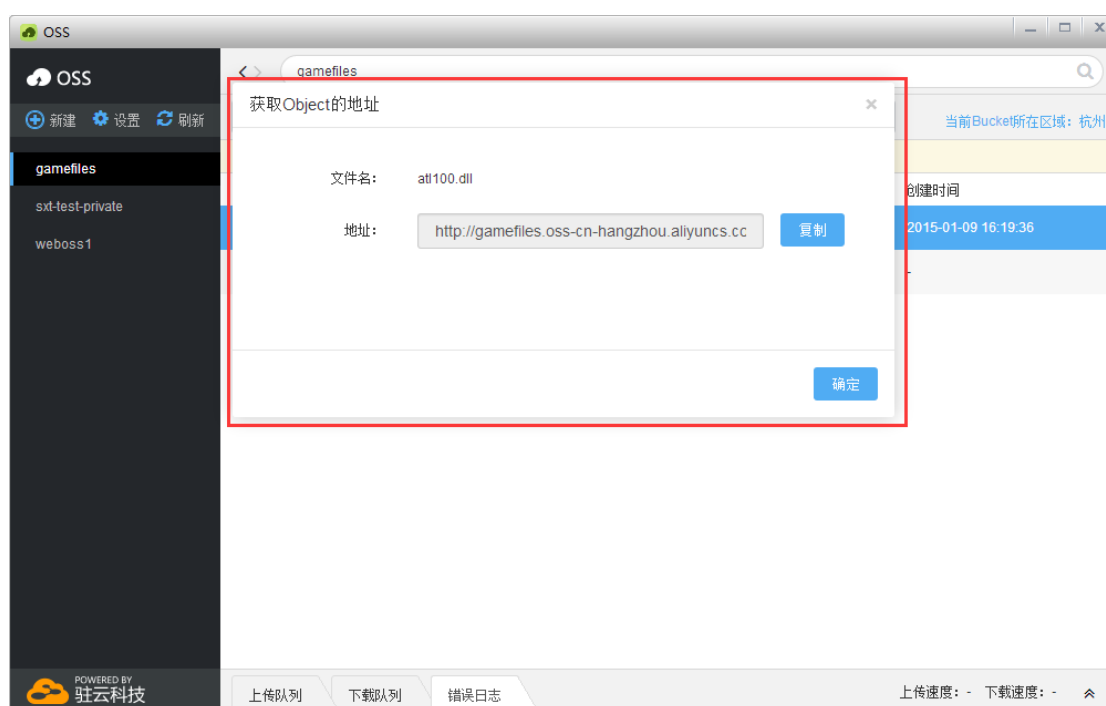 OSS
OSS
新建 设置 刷新
gamefiles
sxt-test-private
weboss1
gamefiles
当前Bucket所在区域：杭州
获取Object的地址
文件名：
atl100.dll
地址：
http://gamefiles.oss-cn-hangzhou.aliyuncs.cc
复制
确定
创建时间
2015-01-09 16:19:36
-
POWERED BY
驻云科技
上传队列 下载队列 错误日志
上传速度：- 下载速度：-